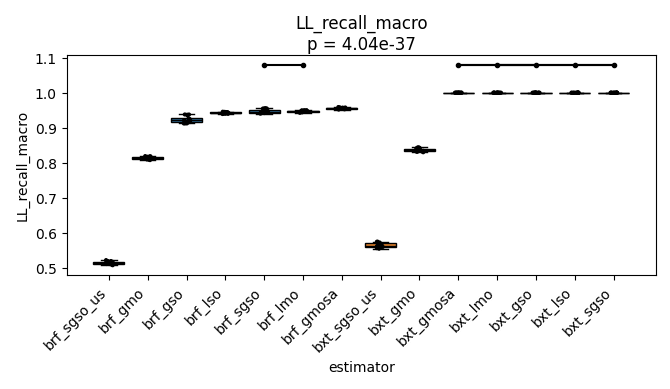 LL_recall_macro
p = 4.04e-37
LL_recall_macro
1.1
1.0
0.9
0.8
0.7
0.6
0.5
brf_sgso_us
brf_gmo
brf_gso
brf_lso
brf_sgso
brf_lmo
brf_gmosa
bxt_sgso_us
bxt_gmo
bxt_gmosa
bxt_lmo
bxt_gso
bxt_lso
bxt_sgso
estimator